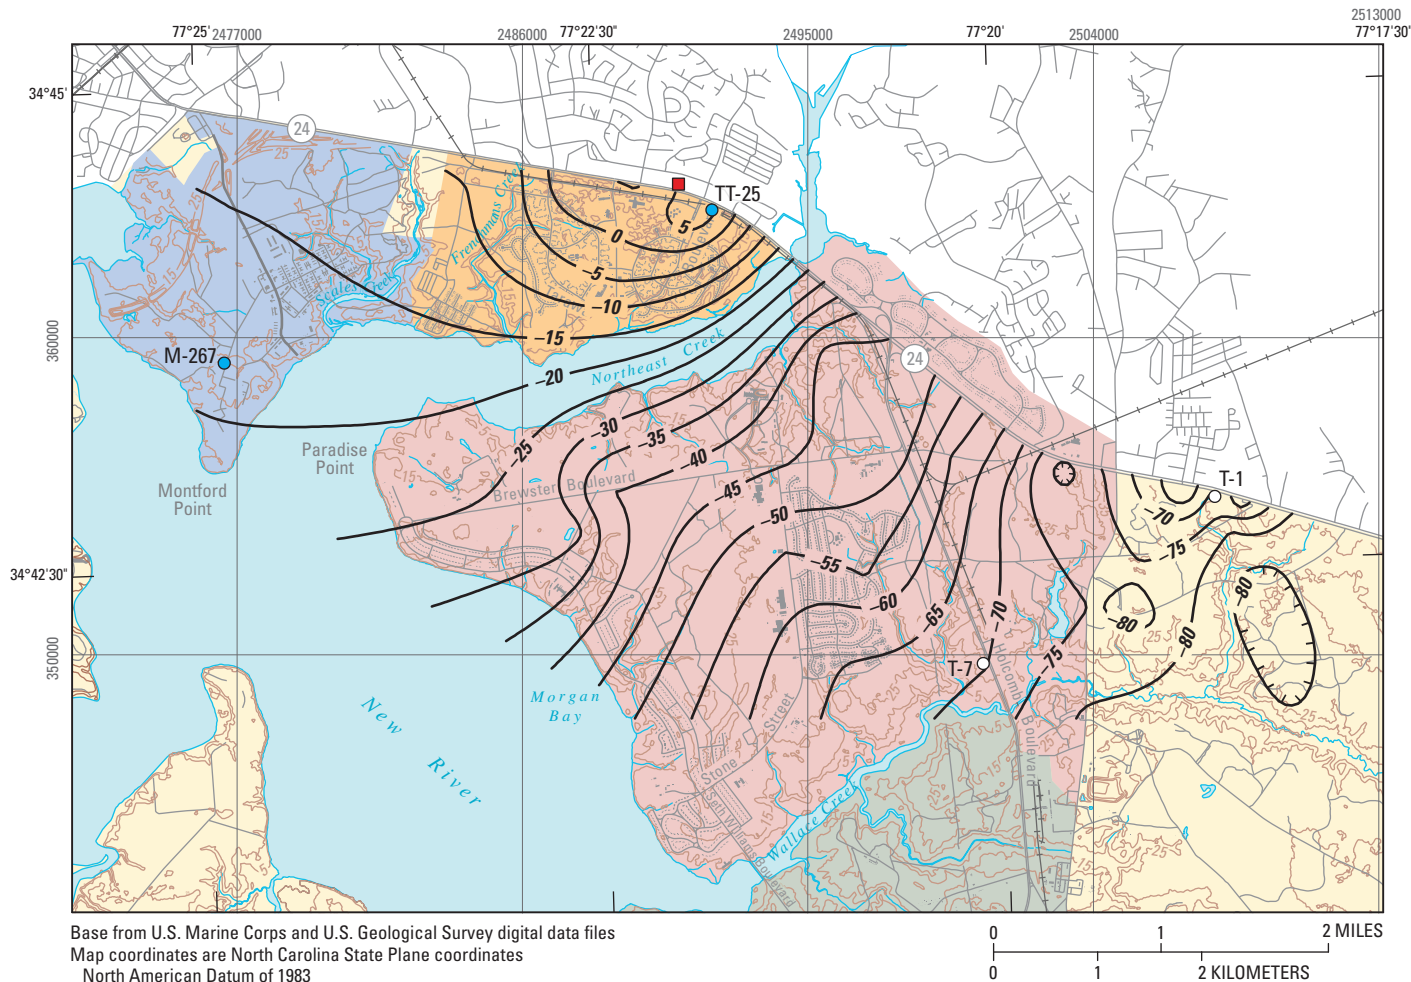 2513000
77°25'
2477000
2486000
77°22'30"
2495000
77°20'
2504000
77°17'30"
34°45'
24
25
TT-25
5
0
–5
–10
–15
Frenchmans Creek
Scales Creek
15
M-267
360000
–20
Northeast Creek
24
Paradise
Point
Montford
Point
–25
–30
–35
–40
–45
–50
–55
–60
–65
–70
–75
Brewster Boulevard
T-1
–70
–75
–80
–80
–80
34°42'30"
350000
T-7
Morgan
Bay
New
River
Stone Street
Seth Williams Boulevard
Holcomb Boulevard
Wallace Creek
Base from U.S. Marine Corps and U.S. Geological Survey digital data files
Map coordinates are North Carolina State Plane coordinates
North American Datum of 1983
0 1 2 MILES
0 1 2 KILOMETERS